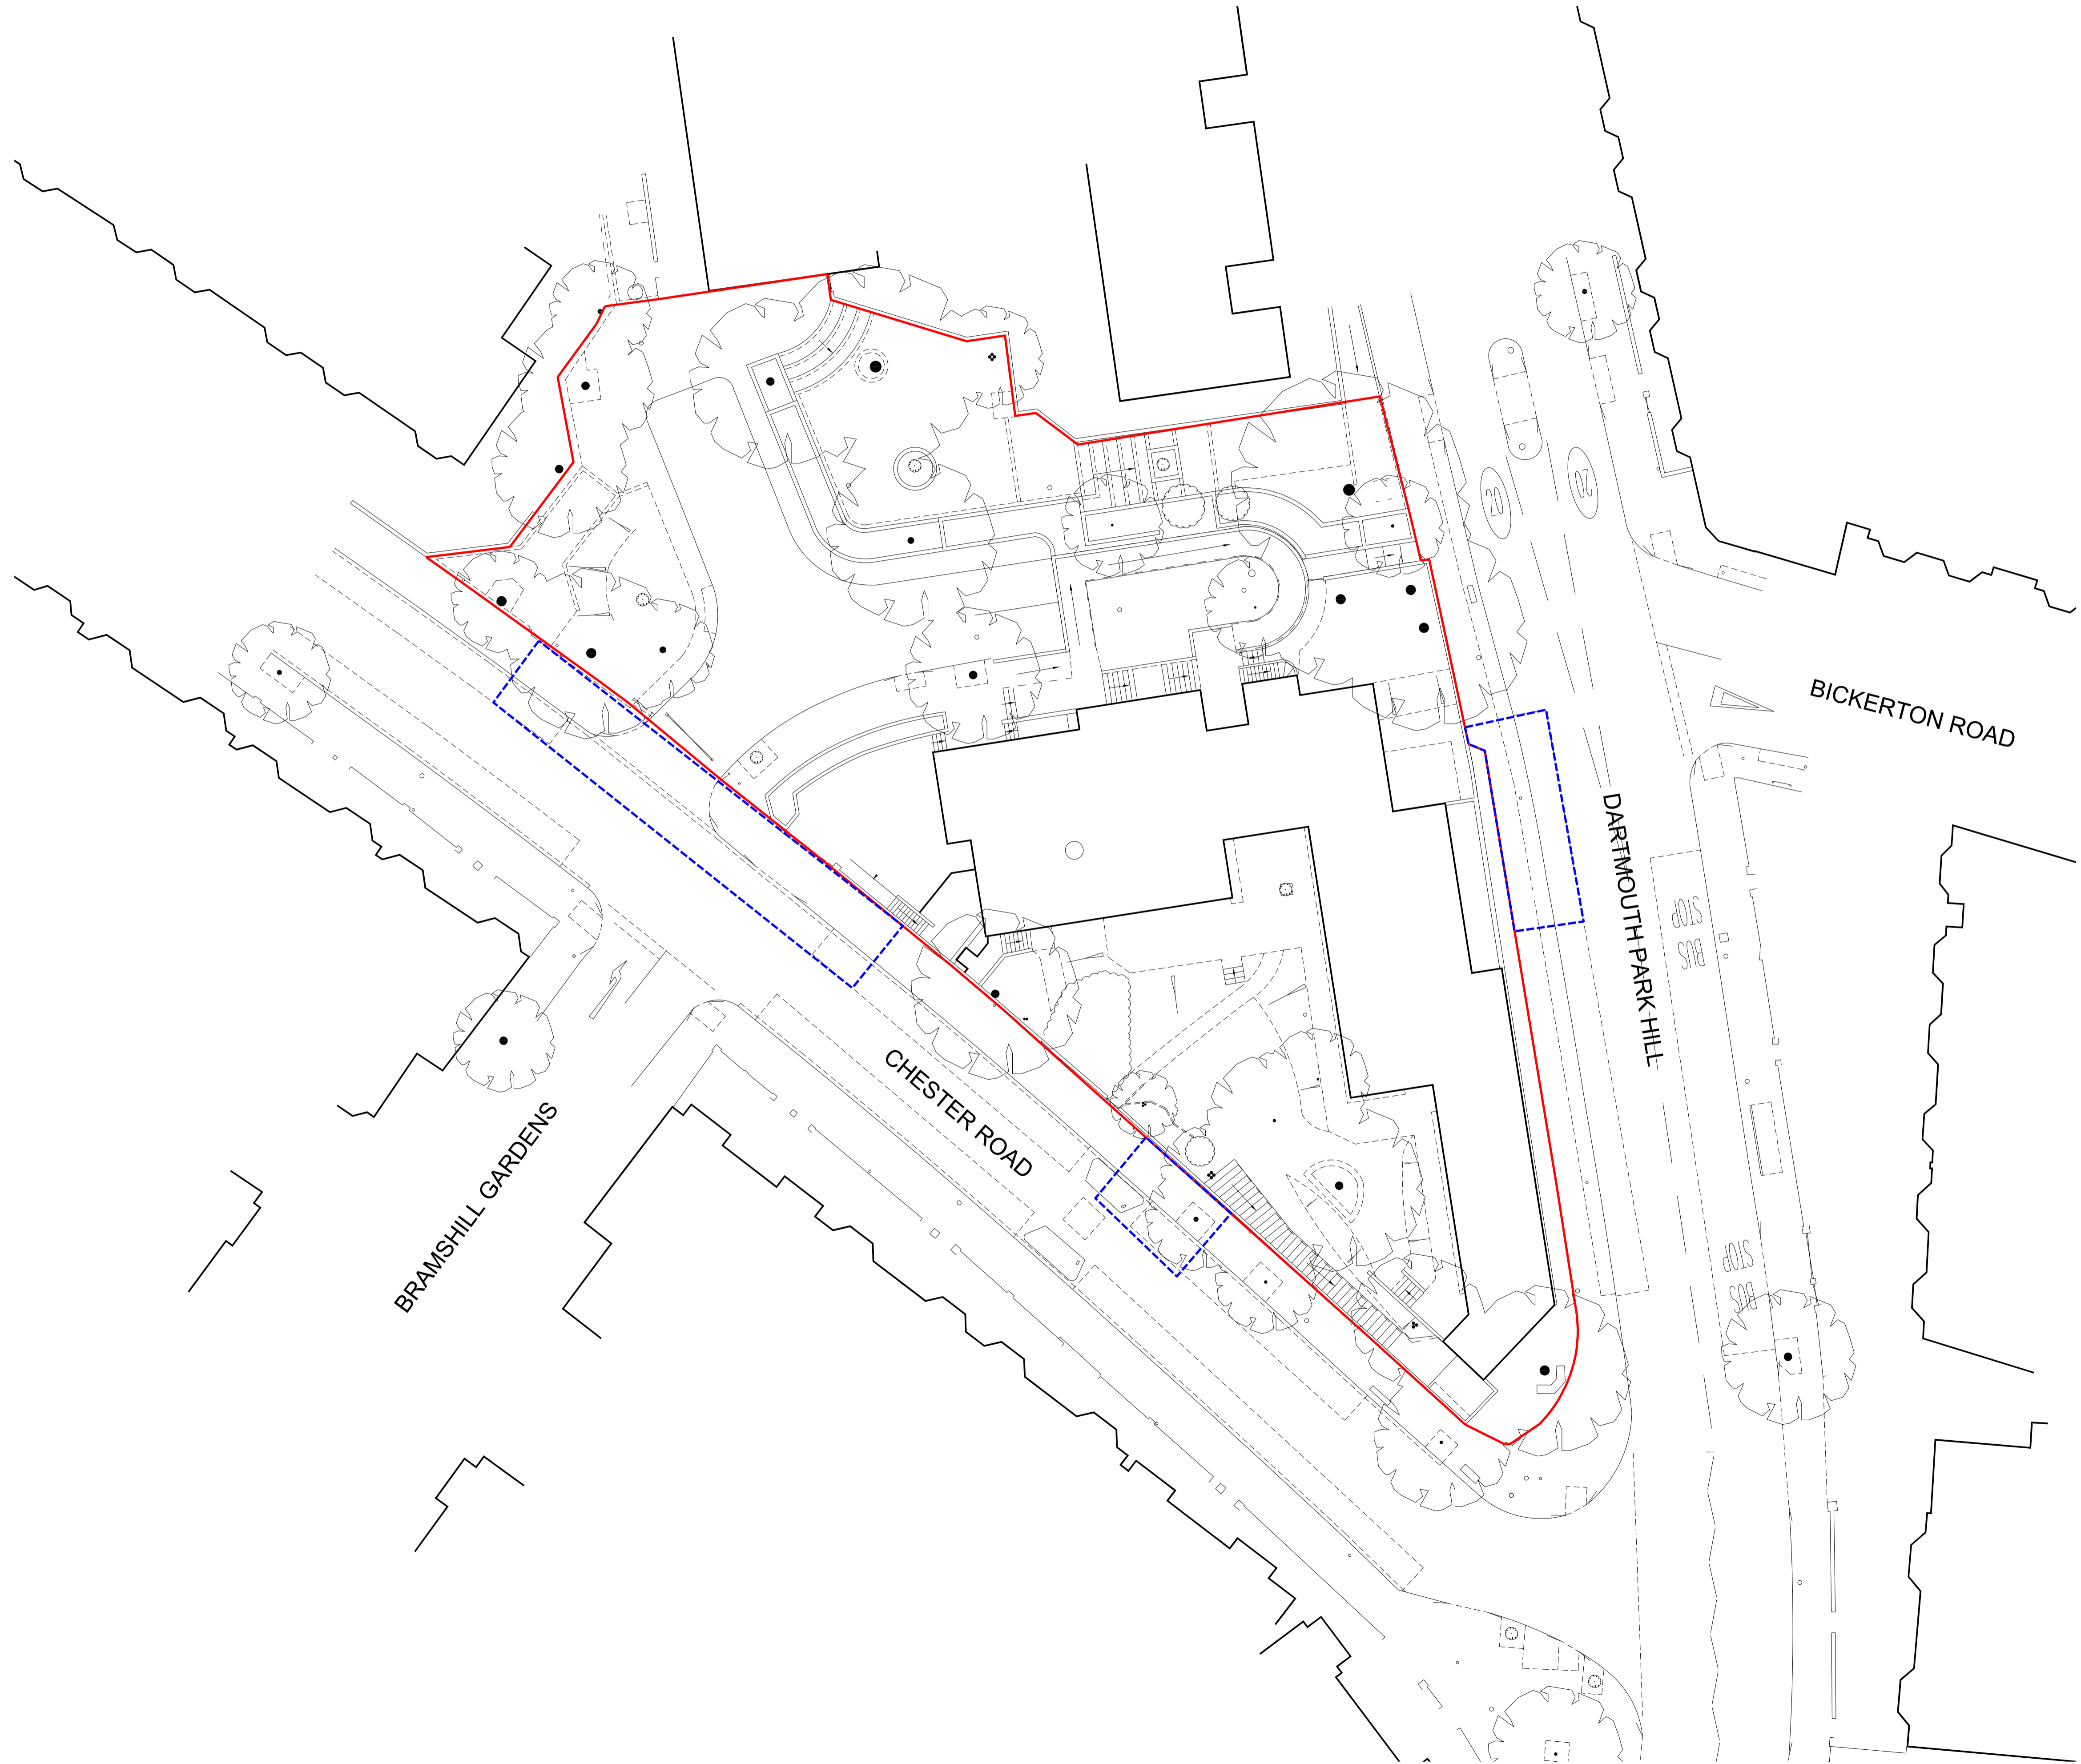 20
20
BICKERTON ROAD
DARTMOUTH PARK HILL
STOP
BUS
CHESTER ROAD
BRAMSHILL GARDENS
STOP
BUS